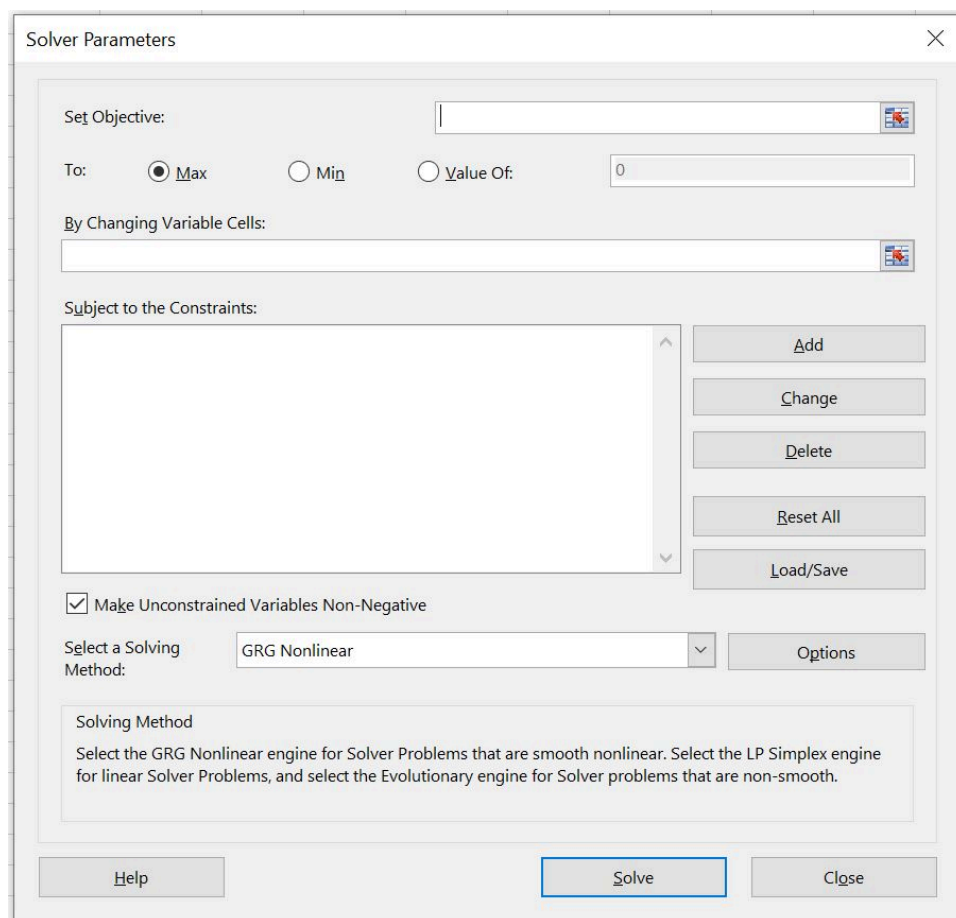 Solver Parameters
Set Objective:
To:
Max
Min
Value Of:
0
By Changing Variable Cells:
Subject to the Constraints:
Add
Change
Delete
Reset All
Load/Save
Make Unconstrained Variables Non-Negative
Select a Solving
Method:
GRG Nonlinear
Options
Solving Method
Select the GRG Nonlinear engine for Solver Problems that are smooth nonlinear. Select the LP Simplex engine
for linear Solver Problems, and select the Evolutionary engine for Solver problems that are non-smooth.
Help
Solve
Close